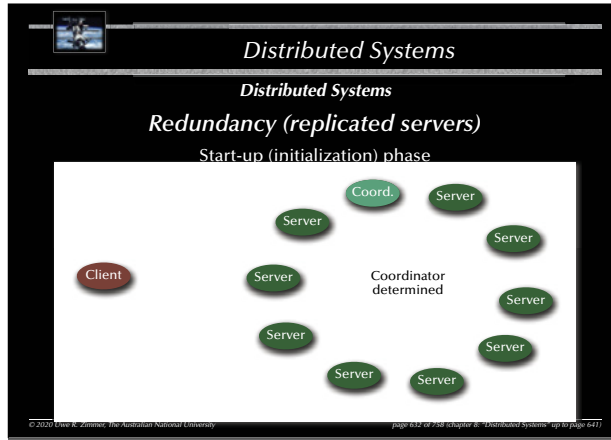 Distributed Systems
Distributed Systems
Redundancy (replicated servers)
Start-up (initialization) phase
Coord.
Server
Server
Server
Client
Server
Coordinator
determined
Server
Server
Server
Server
Server
© 2020 Uwe R. Zimmer, The Australian National University
page 632 of 758 (chapter 8: "Distributed Systems" up to page 641)